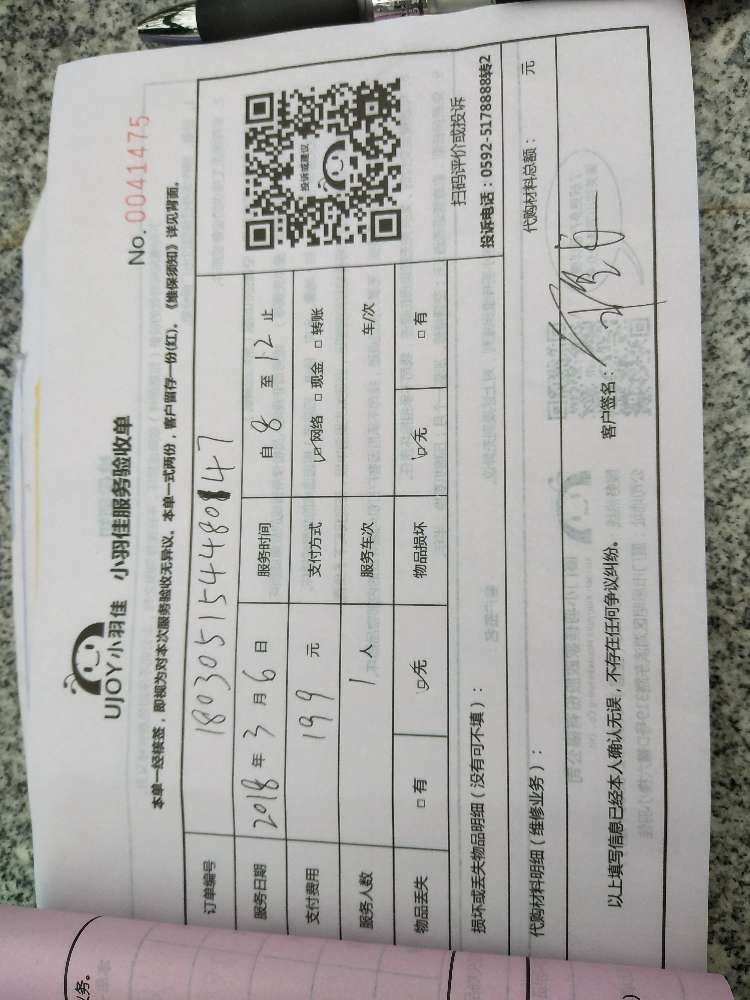 No. 0041475
UJOY小羽佳 小羽佳服务验收单
本单一经核签，即视为对本次服务验收无异议。本单一式两份，客户留存一份(红)。《维保须知》详见背面。
订单编号 180305154480847
服务日期 2018 年 3 月 6 日 服务时间 自 8 至 12 止
支付费用 199 元 支付方式 ☑网络 □现金 □转账
服务人数 1 人 服务车次 车/次
物品丢失 □有 ☑无 物品损坏 ☑无 □有
投诉或建议
扫码评价或投诉
投诉电话：0592-5178888转2
损坏或丢失物品明细（没有可不填）：
代购材料明细（维修业务）： 代购材料总额： 元
以上填写信息已经本人确认无误，不存在任何争议纠纷。 客户签名：
务。